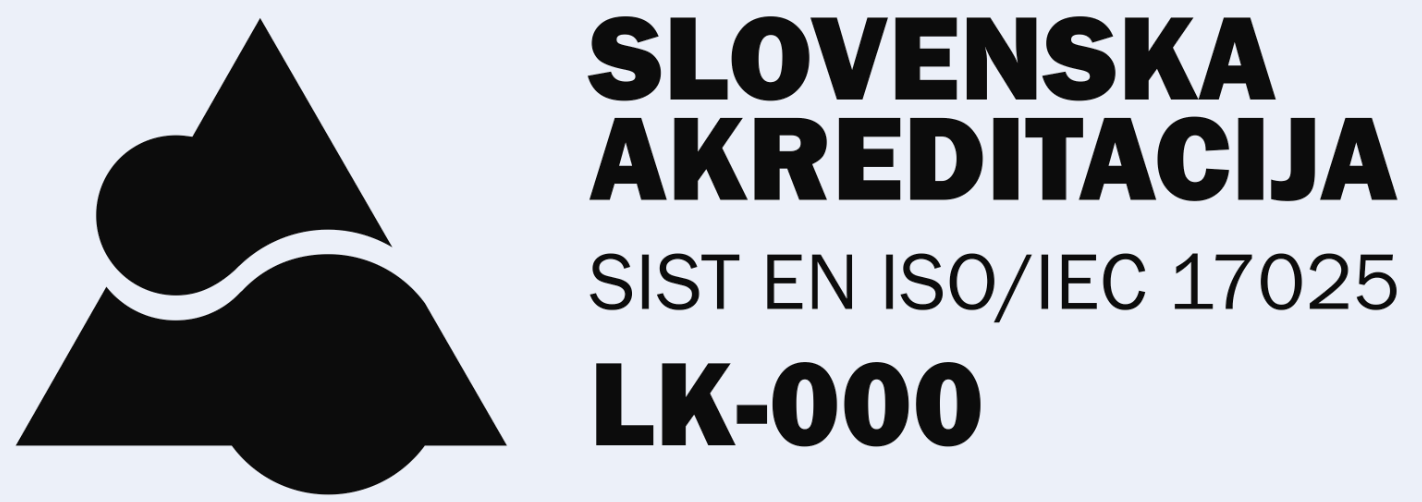 SLOVENSKA
AKREDITACIJA
SIST EN ISO/IEC 17025
LK-000